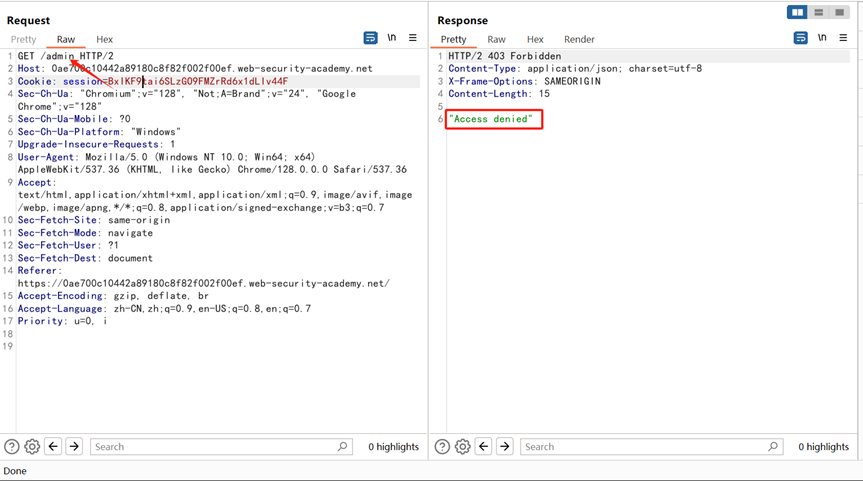 Request
Pretty Raw Hex
\n
1 GET /admin HTTP/2
2 Host: 0ae700c10442a89180c8f82f002f00ef.web-security-academy.net
3 Cookie: session=BxIKF9tai6SLzGO9FMZrRd6x1dLIv44F
4 Sec-Ch-Ua: "Chromium";v="128", "Not;A=Brand";v="24", "Google
Chrome";v="128"
5 Sec-Ch-Ua-Mobile: ?0
6 Sec-Ch-Ua-Platform: "Windows"
7 Upgrade-Insecure-Requests: 1
8 User-Agent: Mozilla/5.0 (Windows NT 10.0; Win64; x64)
AppleWebKit/537.36 (KHTML, like Gecko) Chrome/128.0.0.0 Safari/537.36
9 Accept:
text/html,application/xhtml+xml,application/xml;q=0.9,image/avif,image
/webp,image/apng,*/*;q=0.8,application/signed-exchange;v=b3;q=0.7
10 Sec-Fetch-Site: same-origin
11 Sec-Fetch-Mode: navigate
12 Sec-Fetch-User: ?1
13 Sec-Fetch-Dest: document
14 Referer:
https://0ae700c10442a89180c8f82f002f00ef.web-security-academy.net/
15 Accept-Encoding: gzip, deflate, br
16 Accept-Language: zh-CN,zh;q=0.9,en-US;q=0.8,en;q=0.7
17 Priority: u=0, i
18
19
Search
0 highlights
Response
Pretty Raw Hex Render
\n
1 HTTP/2 403 Forbidden
2 Content-Type: application/json; charset=utf-8
3 X-Frame-Options: SAMEORIGIN
4 Content-Length: 15
5
6 "Access denied"
Search
0 highlights
Done